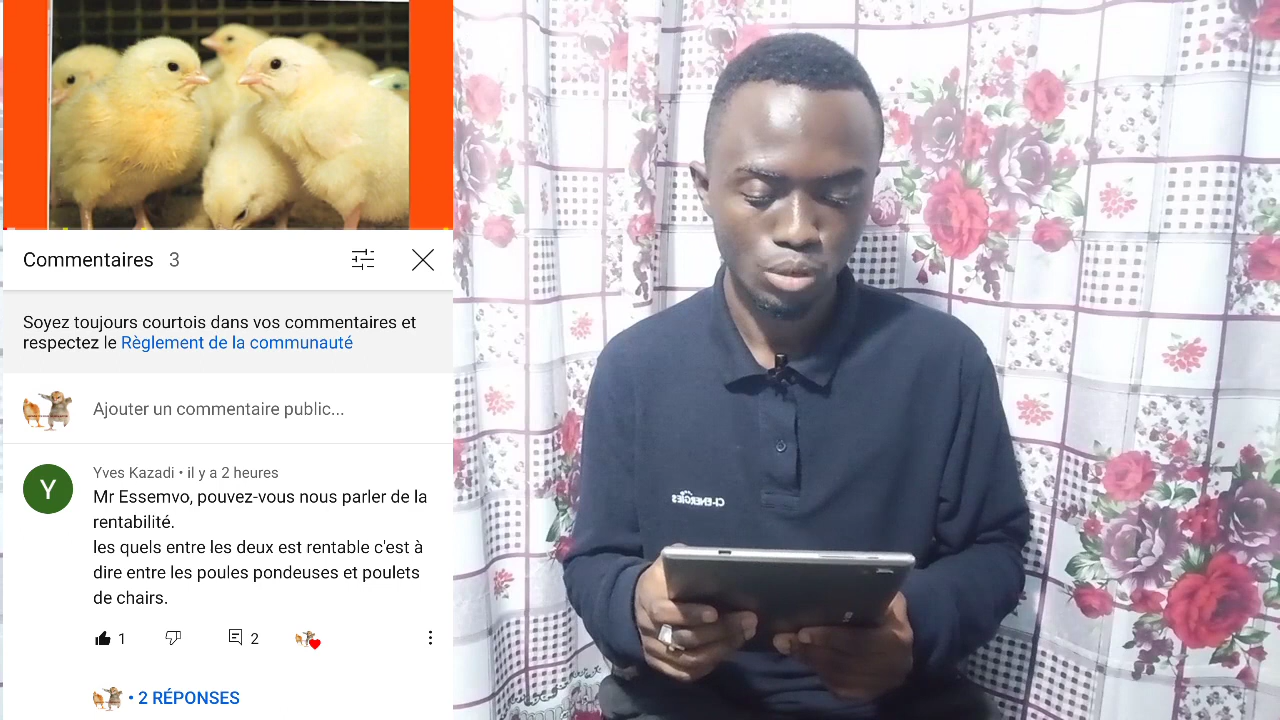 Commentaires 3
Soyez toujours courtois dans vos commentaires et
respectez le Règlement de la communauté
Ajouter un commentaire public...
Y
Yves Kazadi • il y a 2 heures
Mr Essemvo, pouvez-vous nous parler de la
rentabilité.
les quels entre les deux est rentable c'est à
dire entre les poules pondeuses et poulets
de chairs.
1 2
• 2 RÉPONSES
CI-ENERGIES